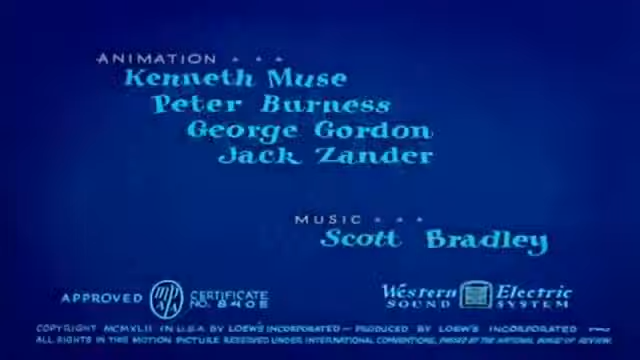 ANIMATION . . .
Kenneth Muse
Peter Burness
George Gordon
Jack Zander
MUSIC . . .
Scott Bradley
APPROVED MPAA CERTIFICATE NO. 8408
Western Electric
SOUND SYSTEM
COPYRIGHT MCMXLII IN U.S.A. BY LOEW'S INCORPORATED — PRODUCED BY LOEW'S INCORPORATED
ALL RIGHTS IN THIS MOTION PICTURE RESERVED UNDER INTERNATIONAL CONVENTIONS, PASSED BY THE NATIONAL BOARD OF REVIEW.